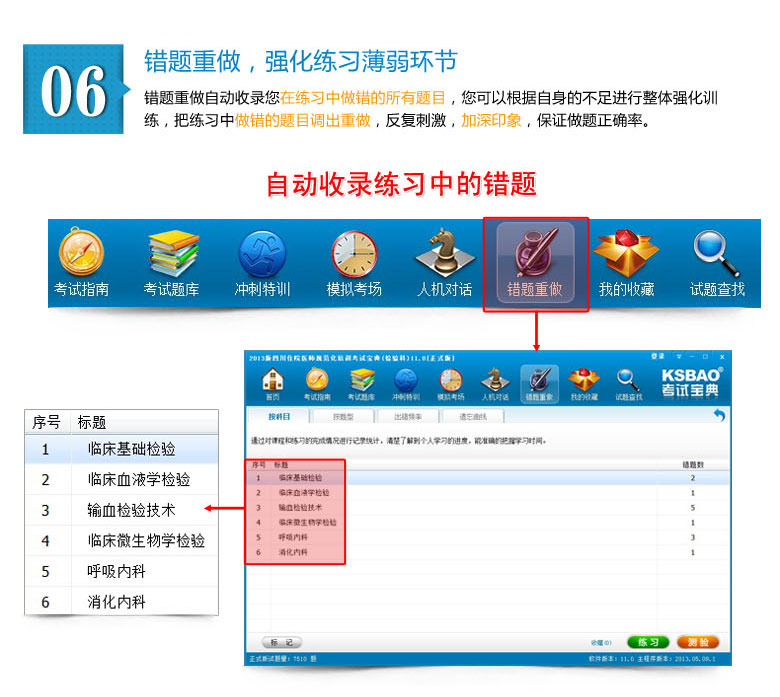 06
错题重做，强化练习薄弱环节
错题重做自动收录您在练习中做错的所有题目，您可以根据自身的不足进行整体强化训
练，把练习中做错的题目调出重做，反复刺激，加深印象，保证做题正确率。
自动收录练习中的错题
考试指南 考试题库 冲刺特训 模拟考场 人机对话 错题重做 我的收藏 试题查找
2013版四川住院医师规范化培训考试宝典(检验科)11.0[正式版] 登录
首页 考试指南 考试题库 冲刺特训 模拟考场 人机对话 错题重做 我的收藏 试题查找
KSBAO®
考试宝典
按科目 按题型 出错频率 遗忘曲线
通过对课程和练习的完成情况进行记录统计，清楚了解到个人学习的进度，能准确的把握学习时间。
序号 标题 错题数
1 临床基础检验 2
2 临床血液学检验 1
3 输血检验技术 5
4 临床微生物学检验 1
5 呼吸内科 3
6 消化内科 1
标 记 收藏(0) 练 习 测 验
正式版试题量：7510 题 软件版本：11.0 主程序版本：2013.05.08.1
序号 标题
1 临床基础检验
2 临床血液学检验
3 输血检验技术
4 临床微生物学检验
5 呼吸内科
6 消化内科